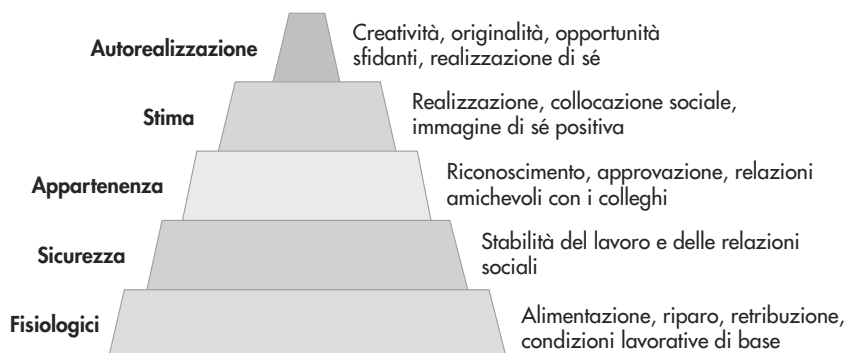 Autorealizzazione
Creatività, originalità, opportunità
sfidanti, realizzazione di sé
Stima
Realizzazione, collocazione sociale,
immagine di sé positiva
Appartenenza
Riconoscimento, approvazione, relazioni
amichevoli con i colleghi
Sicurezza
Stabilità del lavoro e delle relazioni
sociali
Fisiologici
Alimentazione, riparo, retribuzione,
condizioni lavorative di base